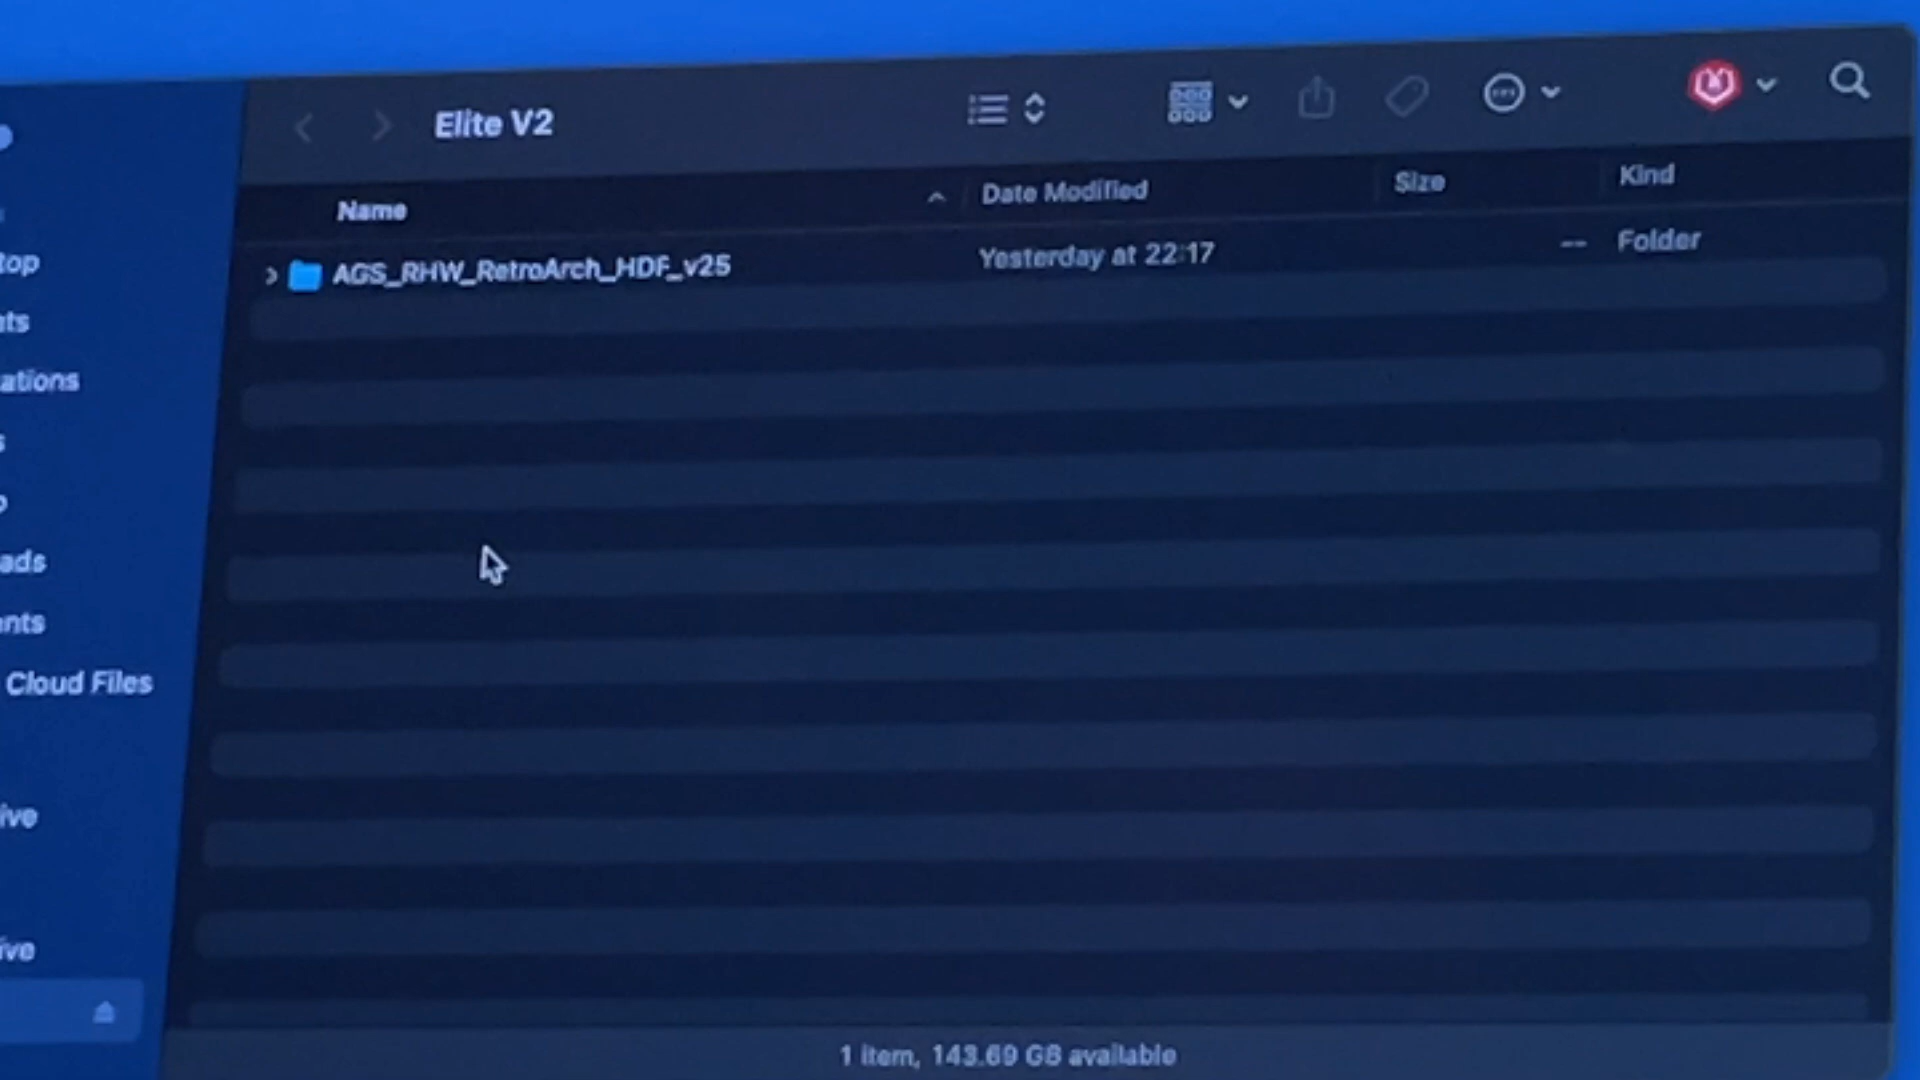 Elite V2
Name
Date Modified
Size
Kind
AGS_RHW_RetroArch_HDF_v25
Yesterday at 22:17
--
Folder
top
nts
ations
s
ads
ents
Cloud Files
ive
ive
1 item, 143.69 GB available